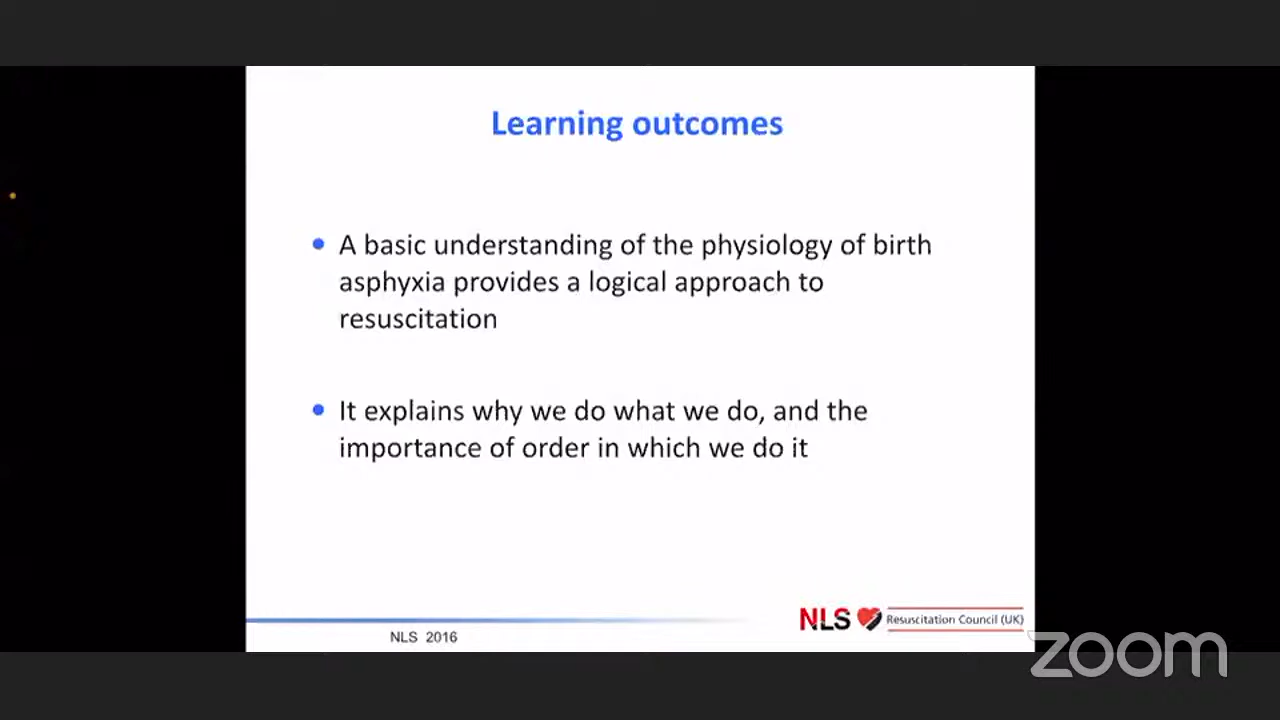 Learning outcomes
• A basic understanding of the physiology of birth
asphyxia provides a logical approach to
resuscitation
• It explains why we do what we do, and the
importance of order in which we do it
NLS Resuscitation Council (UK)
NLS 2016
zoom